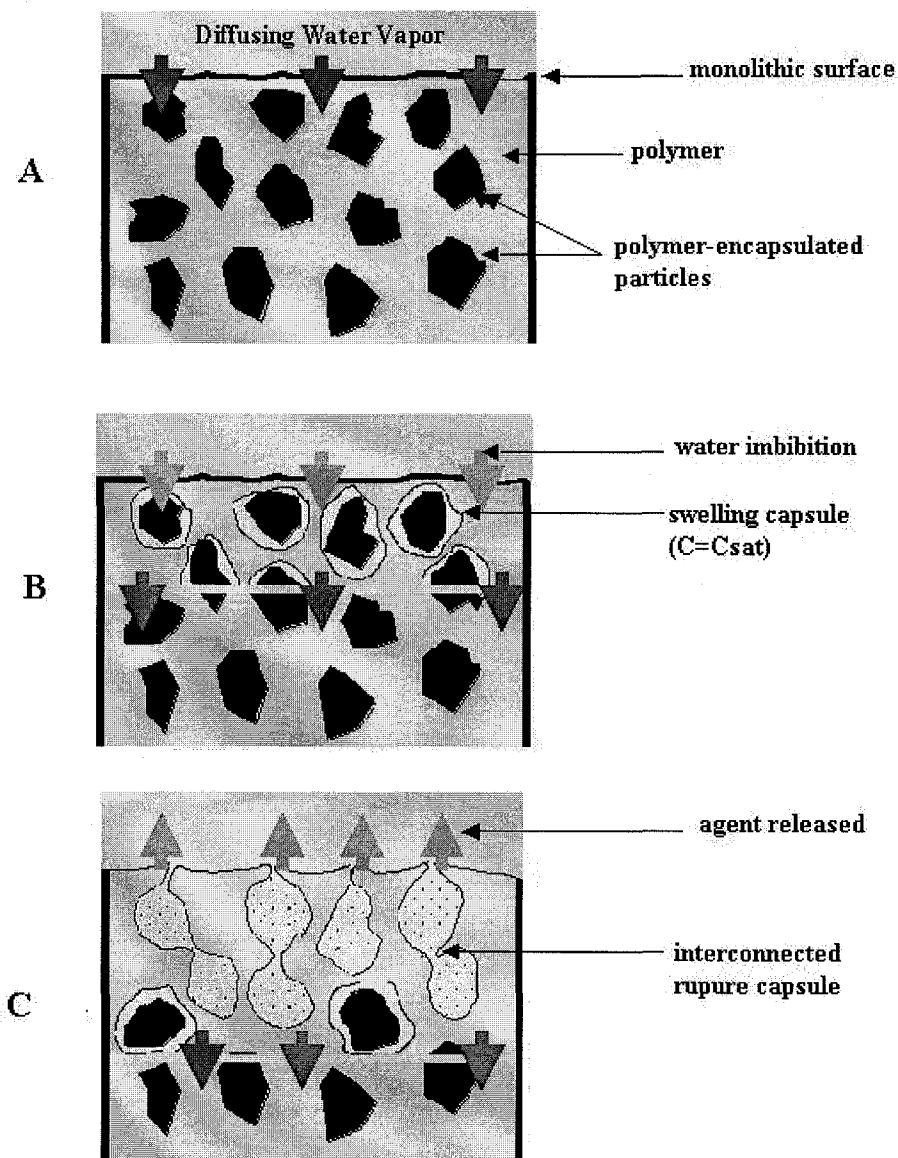 Diffusing Water Vapor
monolithic surface
A
polymer
polymer-encapsulated
particles
water imbibition
swelling capsule
(C=Csat)
B
agent released
interconnected
rupure capsule
C